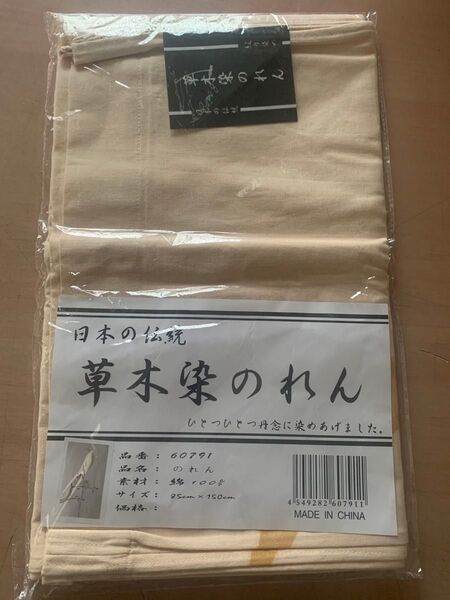 草木染のれん
日本の伝統
草木染のれん
ひとつひとつ丹念に染めあげました。
品番: 60791
品名: のれん
素材: 綿100%
サイズ: 85cm×150cm
価格:
4 549282 607911
MADE IN CHINA